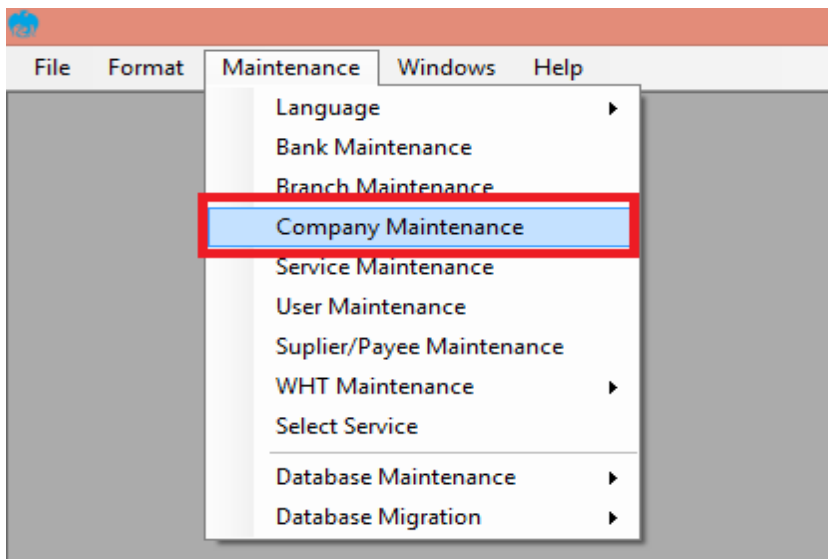 File Format Maintenance Windows Help
Language
Bank Maintenance
Branch Maintenance
Company Maintenance
Service Maintenance
User Maintenance
Suplier/Payee Maintenance
WHT Maintenance
Select Service
Database Maintenance
Database Migration